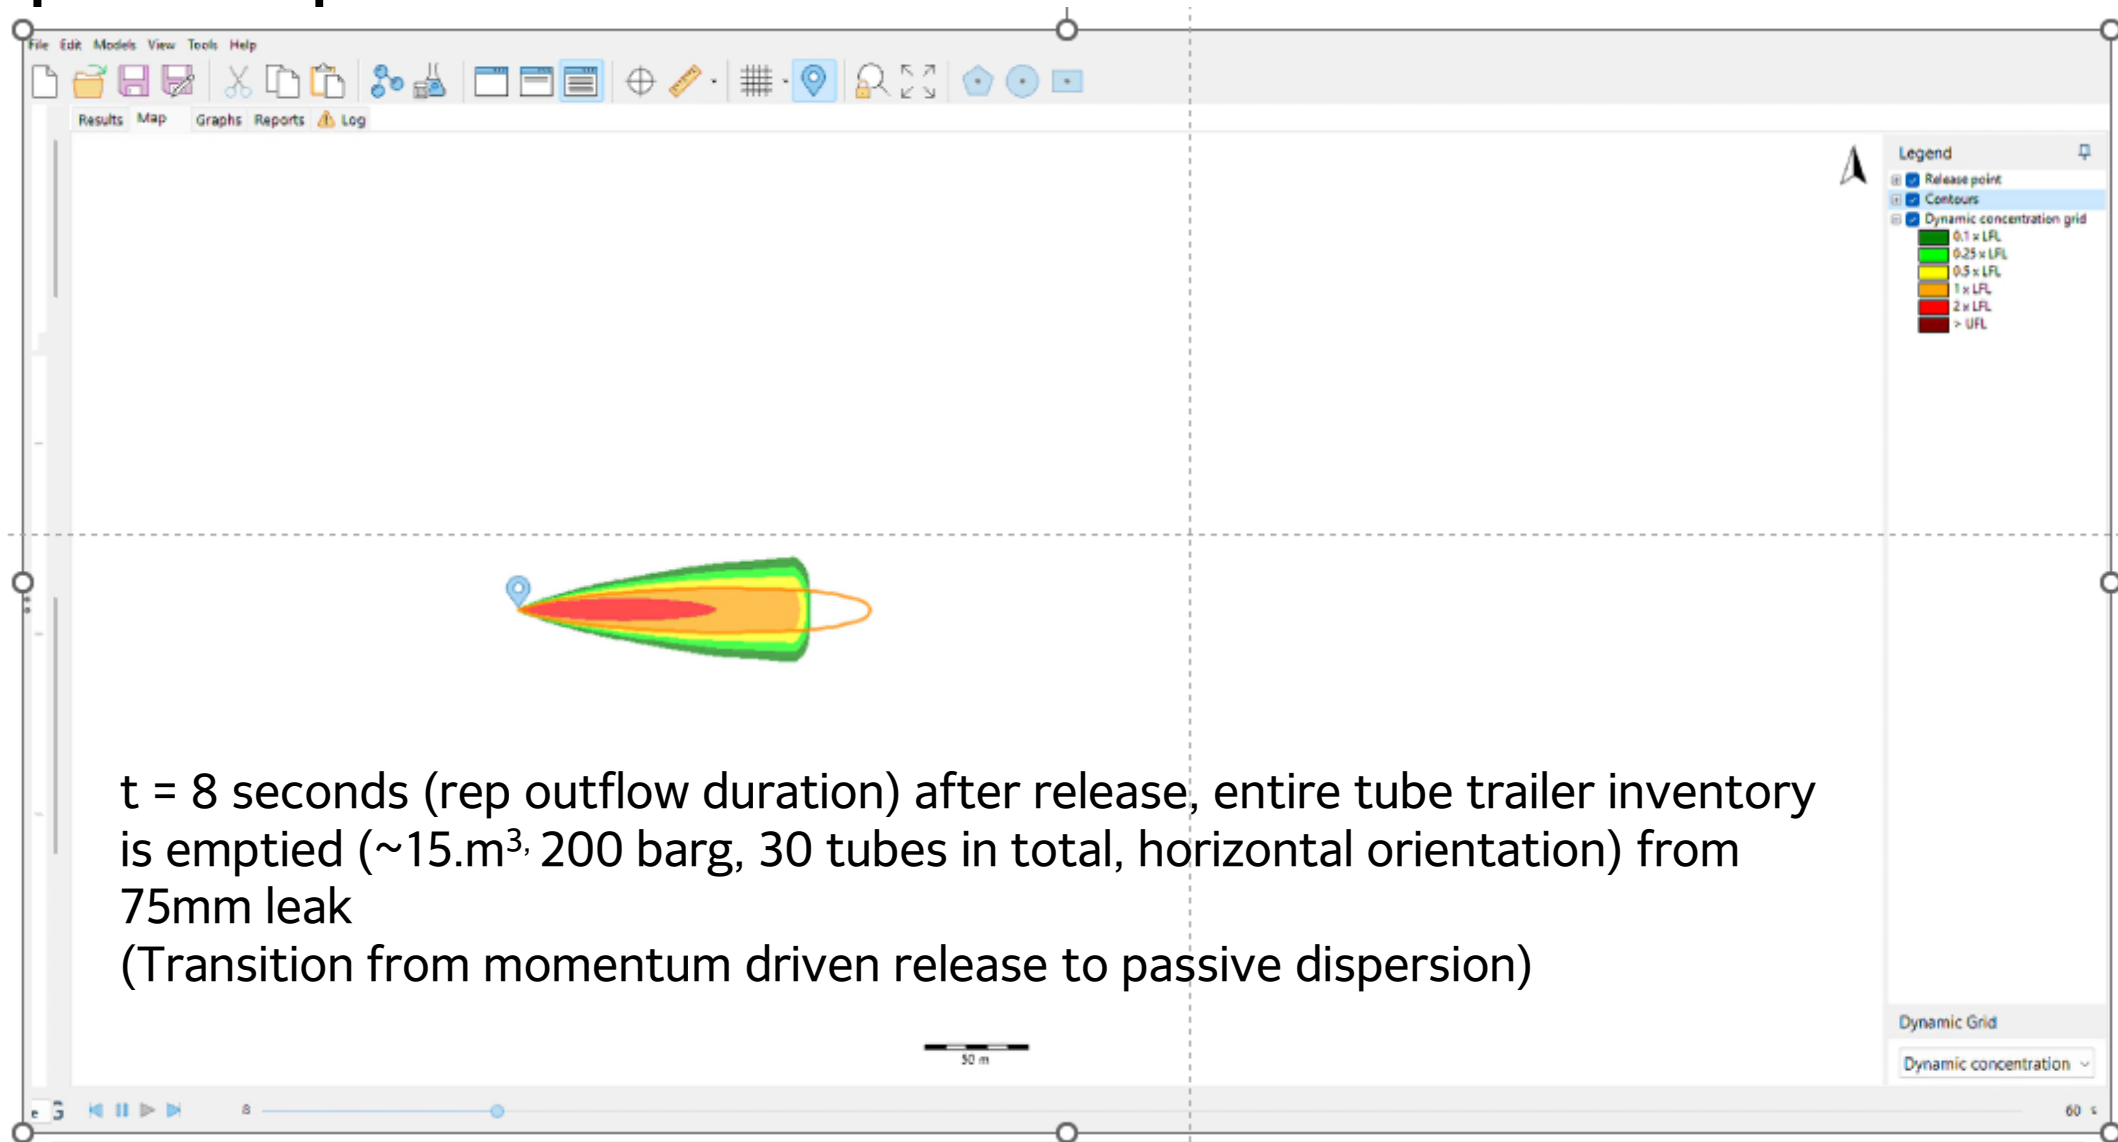 File Edit Models View Tools Help
Results Map Graphs Reports Log
Legend
Release point
Contours
Dynamic concentration grid
0.1 x LFL
0.25 x LFL
0.5 x LFL
1 x LFL
2 x LFL
> UFL
t = 8 seconds (rep outflow duration) after release, entire tube trailer inventory
is emptied (~15.m³, 200 barg, 30 tubes in total, horizontal orientation) from
75mm leak
(Transition from momentum driven release to passive dispersion)
50 m
Dynamic Grid
Dynamic concentration
8 60 s